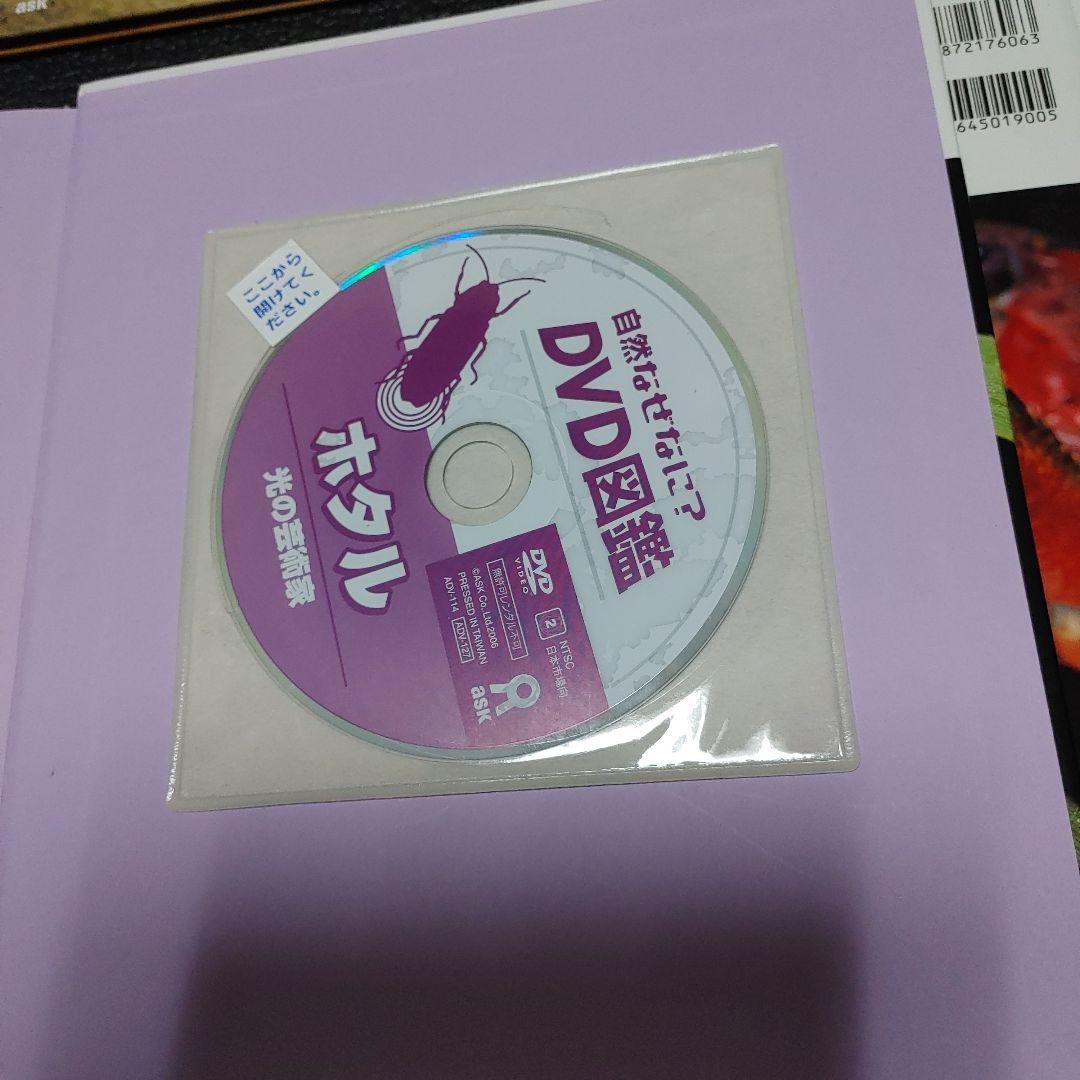 ask
872176063
645019005
ここから
開けてく
ださい。
自然なぜなに?
DVD図鑑
ホタル
光の芸術家
DVD
VIDEO
2
NTSC
日本市場向
無許可レンタル不可
©ASK Co.,Ltd.2006
PRESSED IN TAIWAN
ADV-114 ADV-127
ask